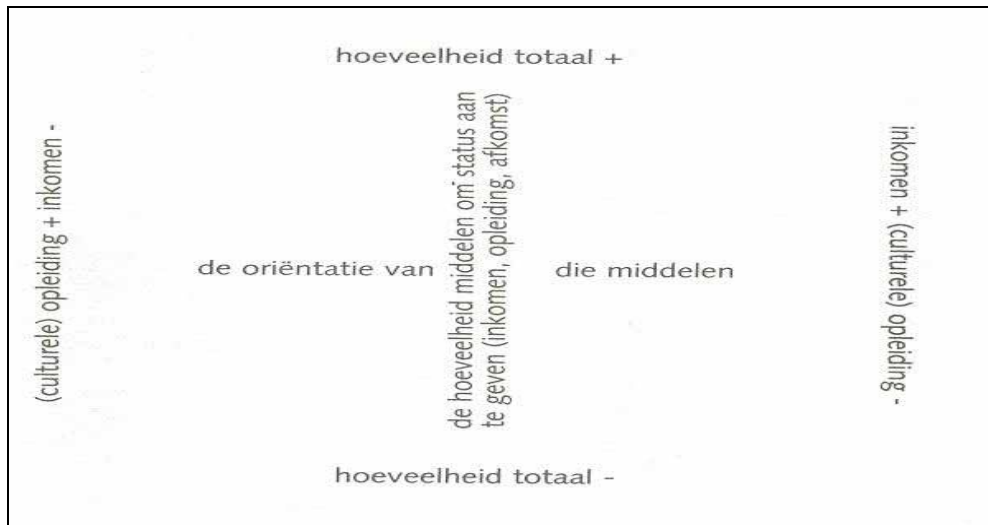 hoeveelheid totaal +
(culturele) opleiding + inkomen -
de oriëntatie van
de hoeveelheid middelen om status aan
te geven (inkomen, opleiding, afkomst)
die middelen
inkomen + (culturele) opleiding -
hoeveelheid totaal -